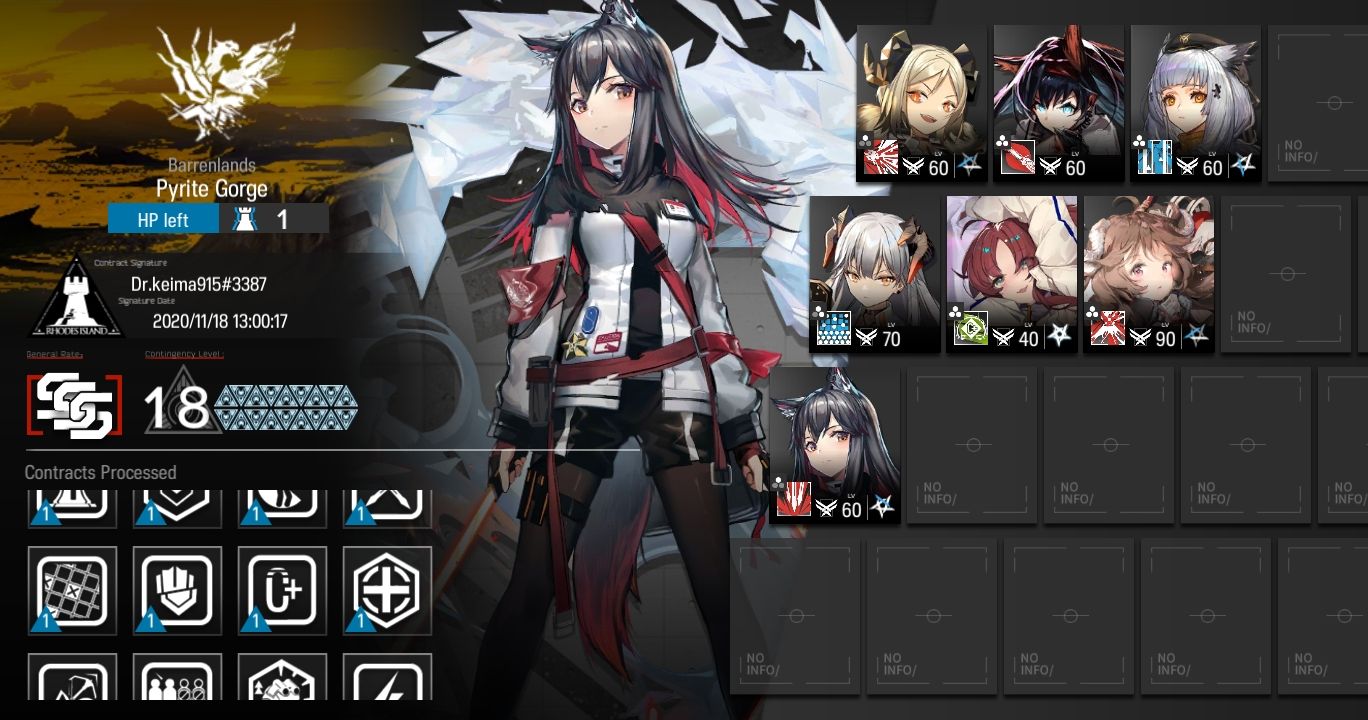 Barrenlands
Pyrite Gorge
HP left 1
Contract Signature
Dr.keima915#3387
Signature Date
2020/11/18 13:00:17
RHODES ISLAND
General Rate:
Contingency Level :
SSS
18
Contracts Processed
1 1 1 1
1 1 1 1
LV 60
LV 60
LV 60
NO INFO/
LV 70
LV 40
LV 90
NO INFO/
LV 60
NO INFO/
NO INFO/
NO INFO/
NO INFO/
NO INFO/
NO INFO/
NO INFO/
NO INFO/
NO INFO/